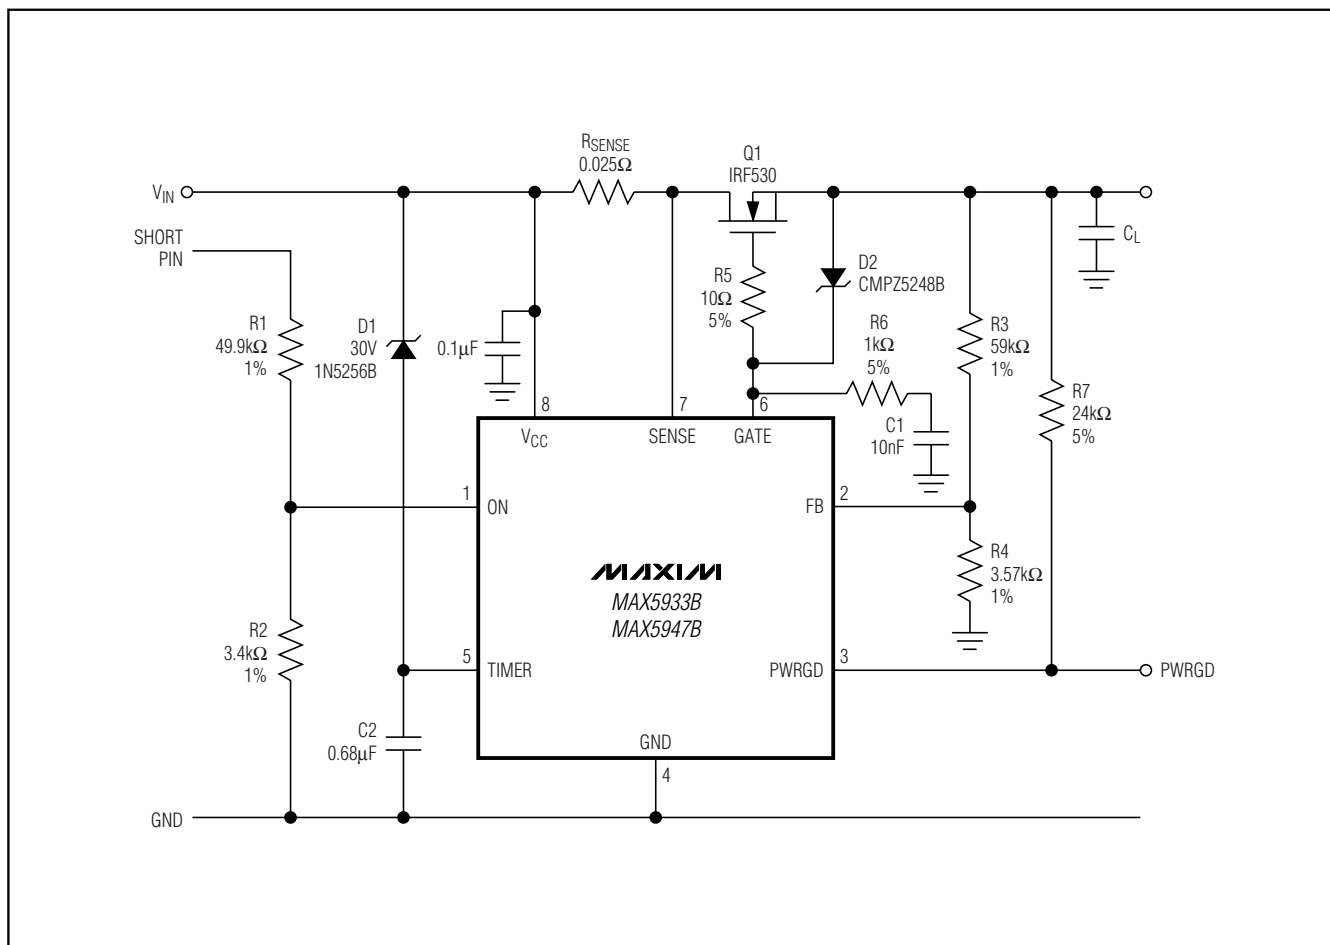 RSENSE
0.025Ω
Q1
IRF530
VIN
SHORT
PIN
CL
R5
10Ω
5%
D2
CMPZ5248B
R1
49.9kΩ
1%
D1
30V
1N5256B
0.1μF
R6
1kΩ
5%
R3
59kΩ
1%
R7
24kΩ
5%
C1
10nF
8
7
6
VCC
SENSE
GATE
1
ON
2
FB
MAXIM
MAX5933B
MAX5947B
R4
3.57kΩ
1%
R2
3.4kΩ
1%
5
TIMER
3
PWRGD
PWRGD
C2
0.68μF
GND
4
GND